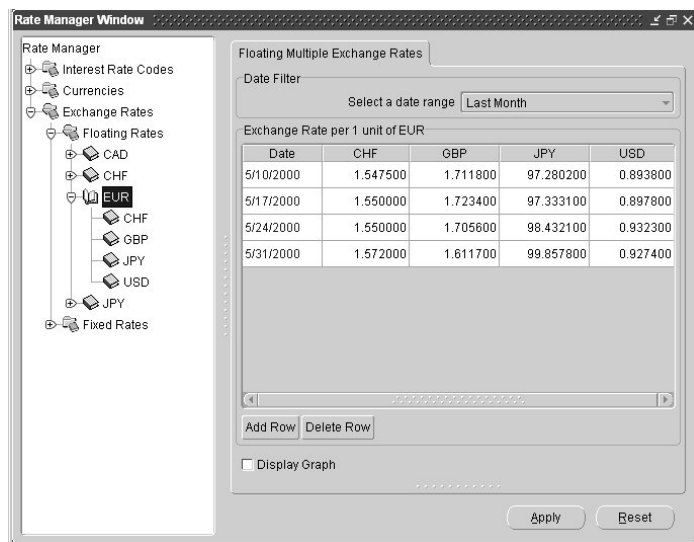 Rate Manager Window
Rate Manager
Interest Rate Codes
Currencies
Exchange Rates
Floating Rates
CAD
CHF
EUR
CHF
GBP
JPY
USD
JPY
Fixed Rates
Floating Multiple Exchange Rates
Date Filter
Select a date range Last Month
Exchange Rate per 1 unit of EUR
Date CHF GBP JPY USD
5/10/2000 1.547500 1.711800 97.280200 0.893800
5/17/2000 1.550000 1.723400 97.333100 0.897800
5/24/2000 1.550000 1.705600 98.432100 0.932300
5/31/2000 1.572000 1.611700 99.857800 0.927400
Add Row Delete Row
Display Graph
Apply Reset